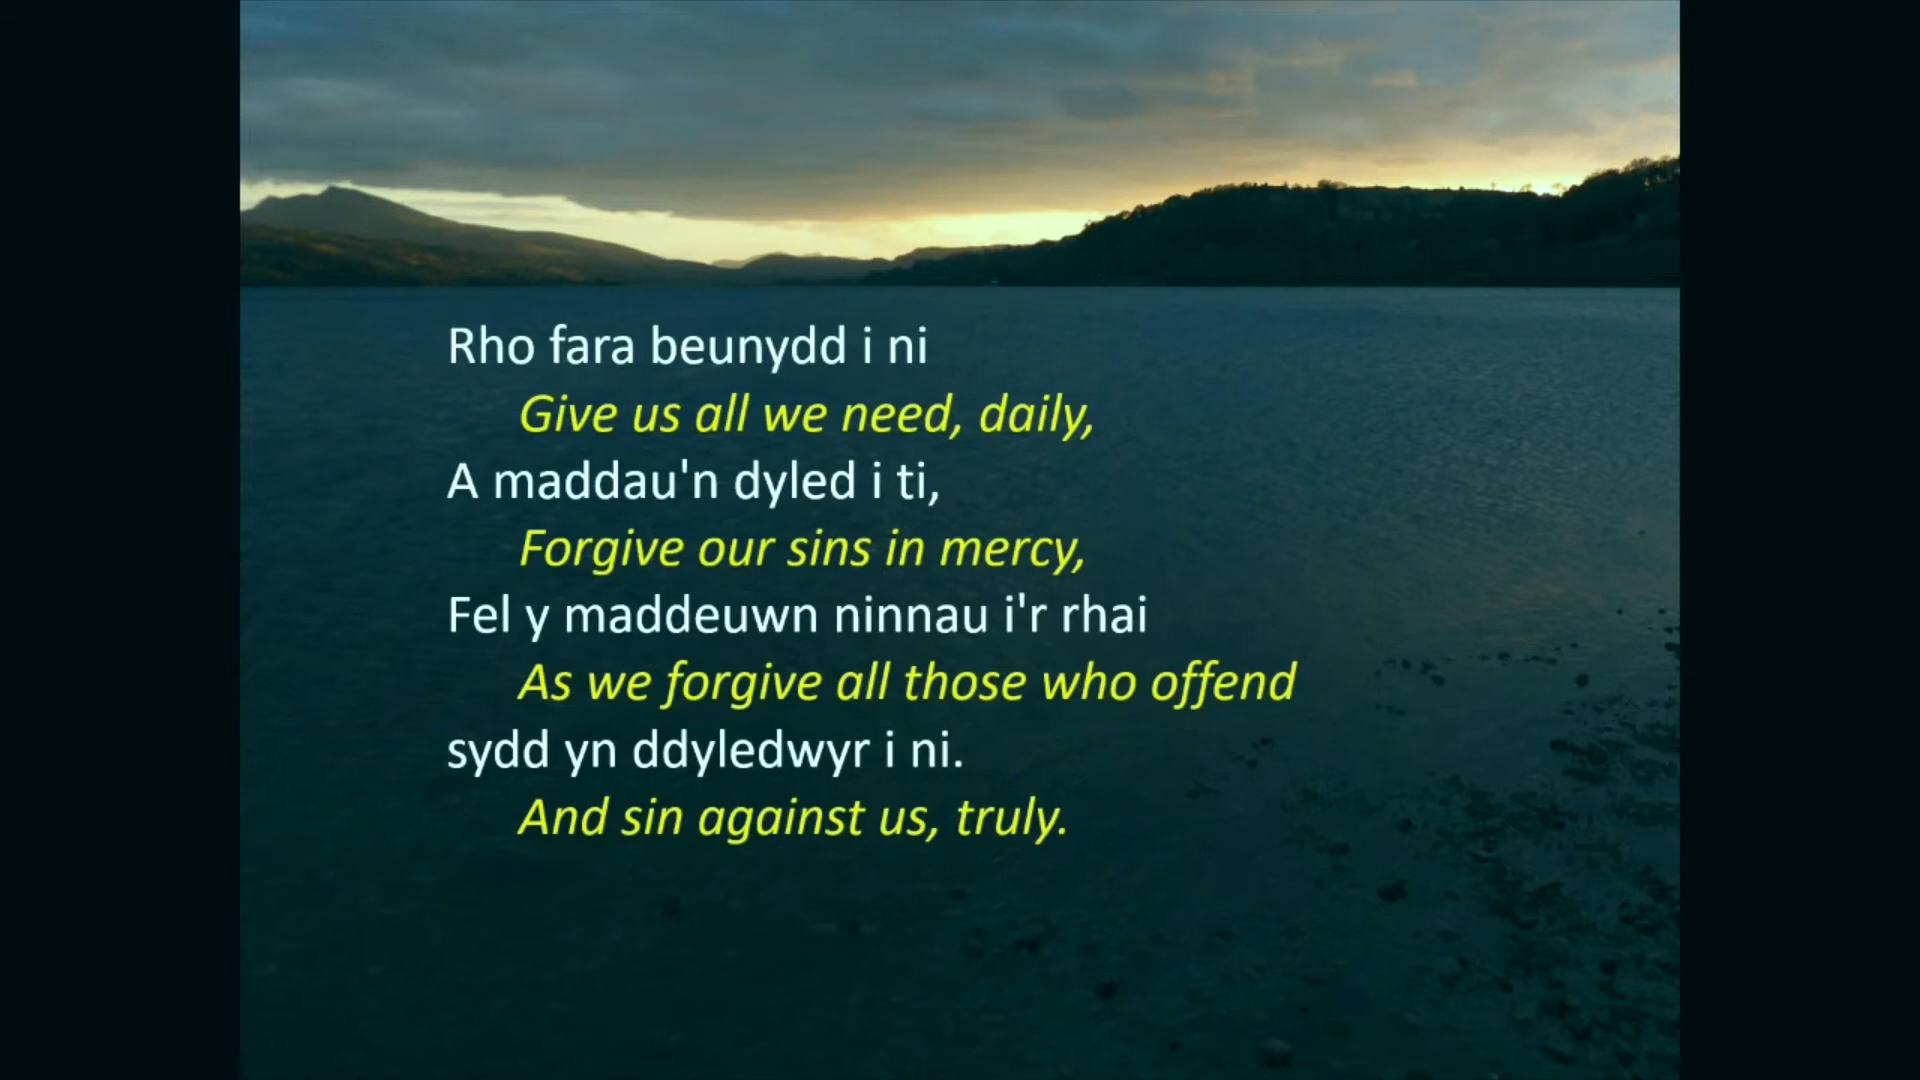 Rho fara beunydd i ni
Give us all we need, daily,
A maddau'n dyled i ti,
Forgive our sins in mercy,
Fel y maddeuwn ninnau i'r rhai
As we forgive all those who offend
sydd yn ddyledwyr i ni.
And sin against us, truly.